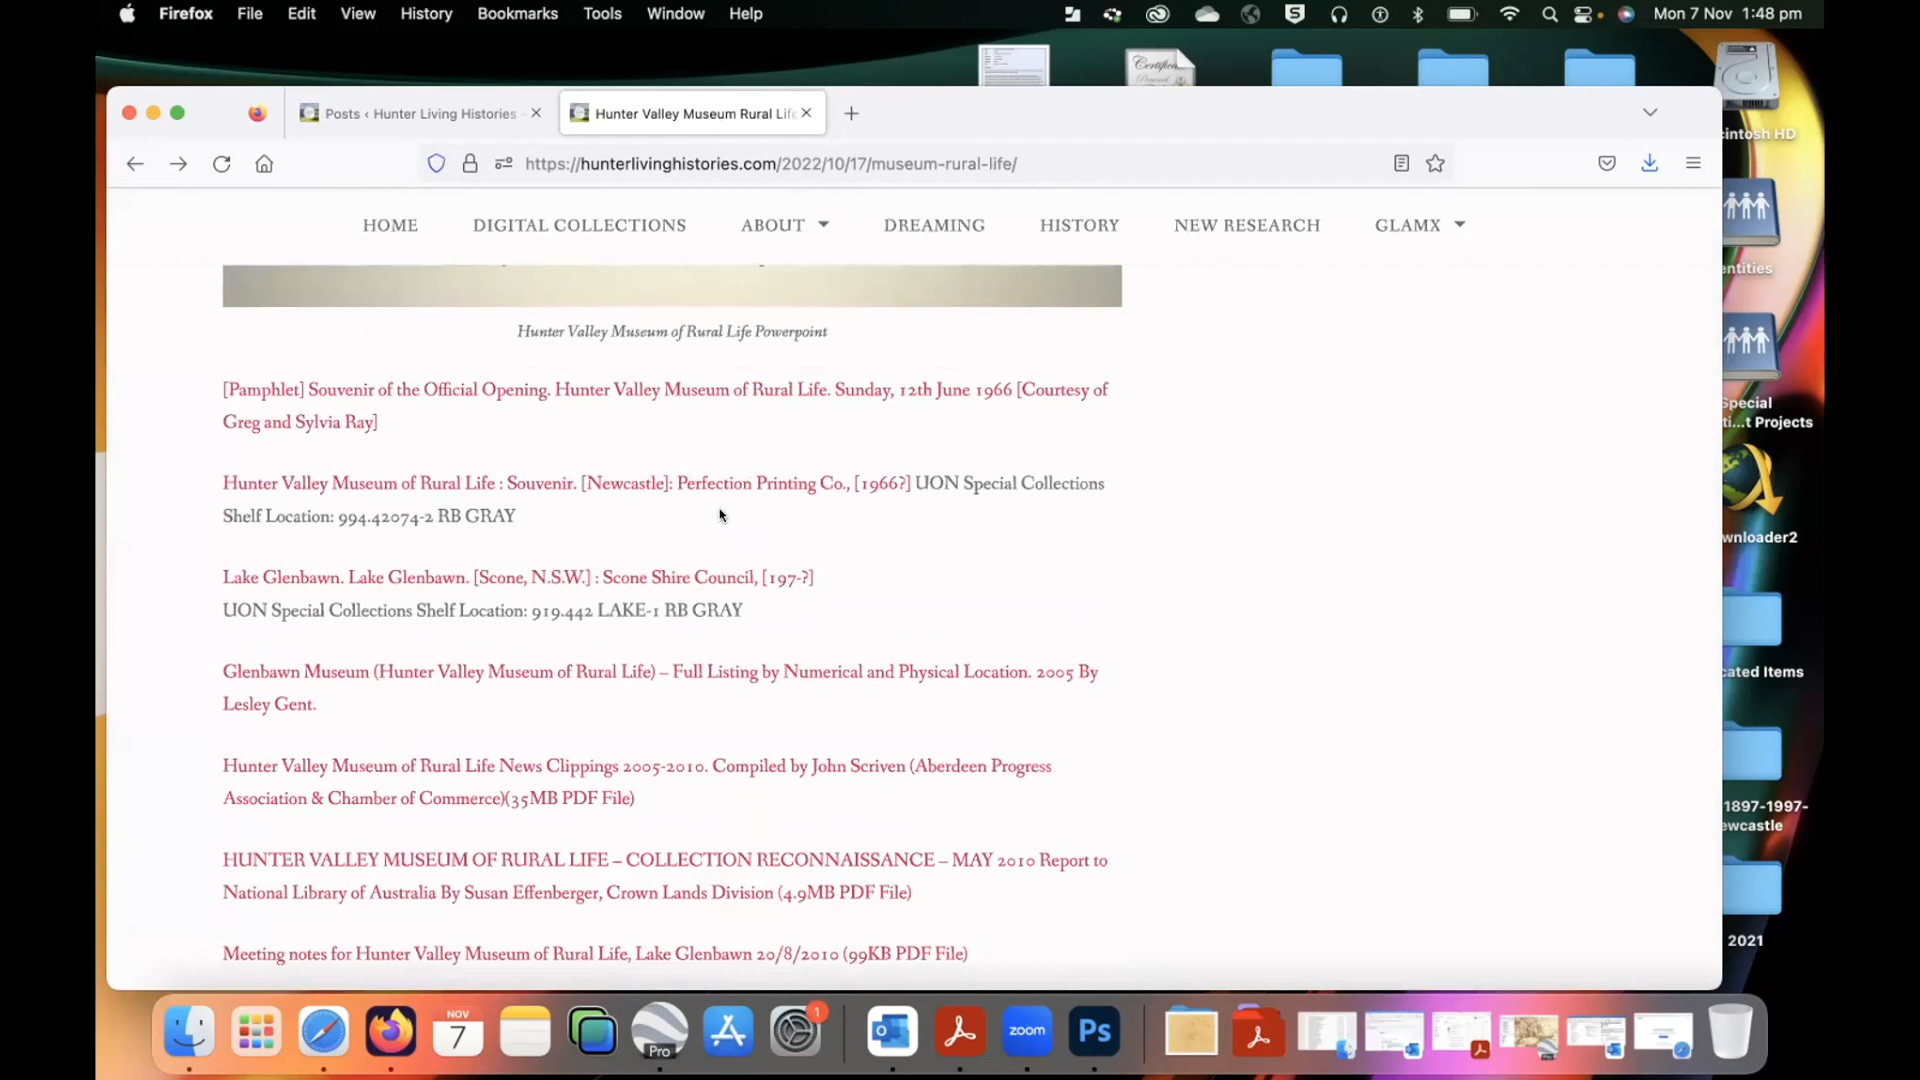 Firefox File Edit View History Bookmarks Tools Window Help Mon 7 Nov 1:48 pm
Posts ‹ Hunter Living Histories
Hunter Valley Museum Rural Life
https://hunterlivinghistories.com/2022/10/17/museum-rural-life/
HOME DIGITAL COLLECTIONS ABOUT DREAMING HISTORY NEW RESEARCH GLAMX
Hunter Valley Museum of Rural Life Powerpoint
[Pamphlet] Souvenir of the Official Opening. Hunter Valley Museum of Rural Life. Sunday, 12th June 1966 [Courtesy of
Greg and Sylvia Ray]
Hunter Valley Museum of Rural Life : Souvenir. [Newcastle]: Perfection Printing Co., [1966?] UON Special Collections
Shelf Location: 994.42074-2 RB GRAY
Lake Glenbawn. Lake Glenbawn. [Scone, N.S.W.] : Scone Shire Council, [197-?]
UON Special Collections Shelf Location: 919.442 LAKE-1 RB GRAY
Glenbawn Museum (Hunter Valley Museum of Rural Life) – Full Listing by Numerical and Physical Location. 2005 By
Lesley Gent.
Hunter Valley Museum of Rural Life News Clippings 2005-2010. Compiled by John Scriven (Aberdeen Progress
Association & Chamber of Commerce)(35MB PDF File)
HUNTER VALLEY MUSEUM OF RURAL LIFE – COLLECTION RECONNAISSANCE – MAY 2010 Report to
National Library of Australia By Susan Effenberger, Crown Lands Division (4.9MB PDF File)
Meeting notes for Hunter Valley Museum of Rural Life, Lake Glenbawn 20/8/2010 (99KB PDF File)
Certificate
Personal
cintosh HD
entities
Special
ti...t Projects
wnloader2
cated Items
1897-1997-
ewcastle
2021
NOV
7
Pro
1
zoom
Ps